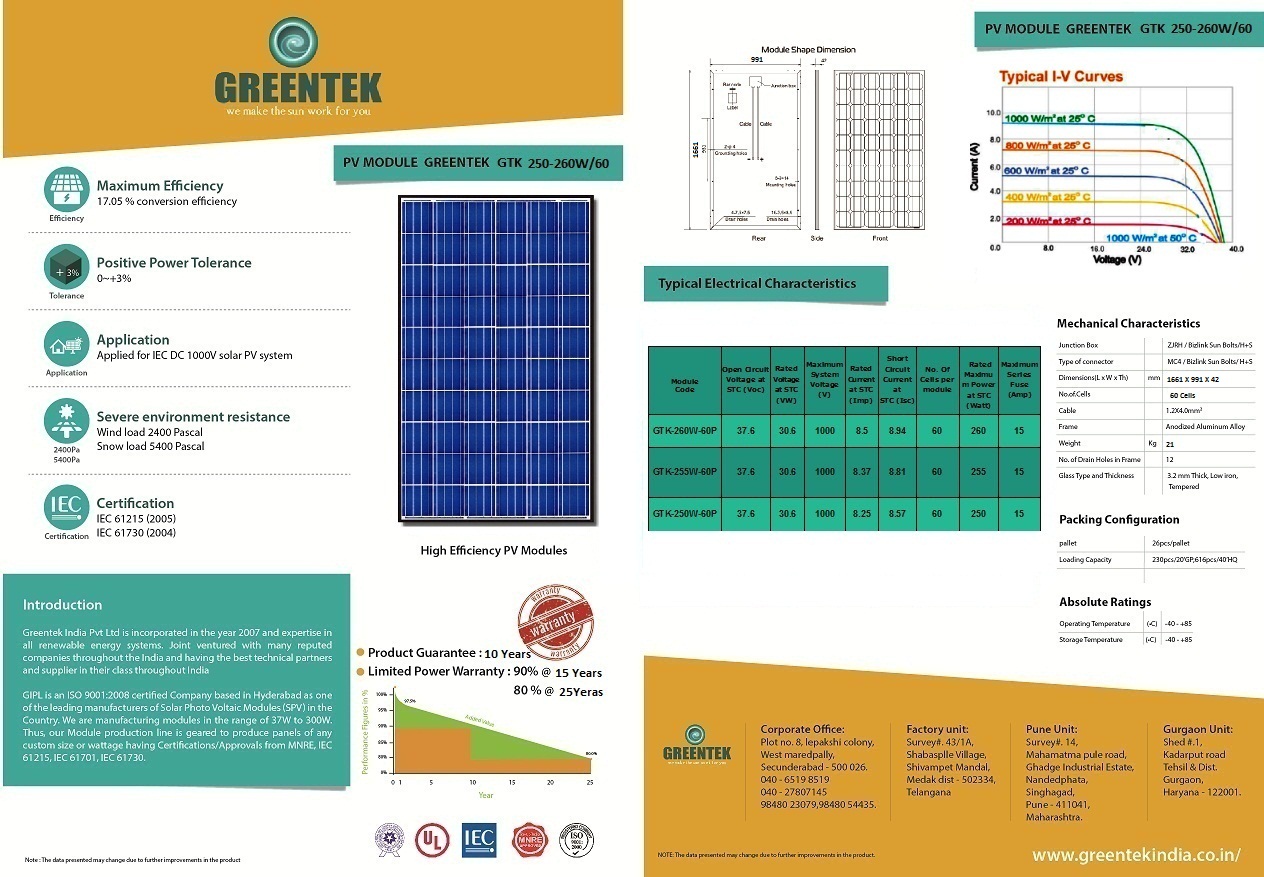 GREENTEK
we make the sun work for you
PV MODULE GREENTEK GTK 250-260W/60
Efficiency
Maximum Efficiency
17.05 % conversion efficiency
+ 3%
Tolerance
Positive Power Tolerance
0~+3%
Application
Application
Applied for IEC DC 1000V solar PV system
2400Pa
5400Pa
Severe environment resistance
Wind load 2400 Pascal
Snow load 5400 Pascal
IEC
Certification
Certification
IEC 61215 (2005)
IEC 61730 (2004)
High Efficiency PV Modules
Introduction
Greentek India Pvt Ltd is incorporated in the year 2007 and expertise in
all renewable energy systems. Joint ventured with many reputed
companies throughout the India and having the best technical partners
and supplier in their class throughout India
GIPL is an ISO 9001:2008 certified Company based in Hyderabad as one
of the leading manufacturers of Solar Photo Voltaic Modules (SPV) in the
Country. We are manufacturing modules in the range of 37W to 300W.
Thus, our Module production line is geared to produce panels of any
custom size or wattage having Certifications/Approvals from MNRE, IEC
61215, IEC 61701, IEC 61730.
warranty
warranty
warranty
Product Guarantee : 10 Years
Limited Power Warranty : 90% @ 15 Years
80 % @ 25Yeras
Performance Figures in %
100%
95%
90%
85%
80%
0%
97.5%
Added value
80.0%
0 1 5 10 15 20 25
Year
UL
IEC
MNRE
APPROVED
ISO
Note : The data presented may change due to further improvements in the product
PV MODULE GREENTEK GTK 250-260W/60
Module Shape Dimension
991
42
1661
Junction box
Label
Cable Cable
Grounding holes
Mounting holes
Drain holes
Drain holes
Rear Side Front
Typical I-V Curves
Current (A)
10.0
8.0
6.0
4.0
2.0
0.0
1000 W/m² at 25° C
800 W/m² at 25° C
600 W/m² at 25° C
400 W/m² at 25° C
200 W/m² at 25° C
1000 W/m² at 50° C
8.0 16.0 24.0 32.0 40.0
Voltage (V)
Typical Electrical Characteristics
Module Code Open Circuit Voltage at STC (Voc) Rated Voltage at STC (VW) Maximum System Voltage (V) Rated Current at STC (Imp) Short Circuit Current at STC (Isc) No. Of Cells per module Rated Maximu m Power at STC (Watt) Maximum Series Fuse (Amp)
GTK-260W-60P 37.6 30.6 1000 8.5 8.94 60 260 15
GTK-255W-60P 37.6 30.6 1000 8.37 8.81 60 255 15
GTK-250W-60P 37.6 30.6 1000 8.25 8.57 60 250 15
Mechanical Characteristics
Junction Box ZJRH / Bizlink Sun Bolts/H+S
Type of connector MC4 / Bizlink Sun Bolts/ H+S
Dimensions(L x W x Th) mm 1661 X 991 X 42
No.of.Cells 60 Cells
Cable 1.2X4.0mm²
Frame Anodized Aluminum Alloy
Weight Kg 21
No. of Drain Holes in Frame 12
Glass Type and Thickness 3.2 mm Thick, Low iron,
Tempered
Packing Configuration
pallet 26pcs/pallet
Loading Capacity 230pcs/20'GP,616pcs/40'HQ
Absolute Ratings
Operating Temperature (◦C) -40 - +85
Storage Temperature (◦C) -40 - +85
GREENTEK
we make the sun work for you
Corporate Office:
Plot no. 8, lepakshi colony,
West maredpally,
Secunderabad - 500 026.
040 - 6519 8519
040 - 27807145
98480 23079,98480 54435.
Factory unit:
Survey#. 43/1A,
Shabasplle Village,
Shivampet Mandal,
Medak dist - 502334,
Telangana
Pune Unit:
Survey#. 14,
Mahamatma pule road,
Ghadge Industrial Estate,
Nandedphata,
Singhagad,
Pune - 411041,
Maharashtra.
Gurgaon Unit:
Shed #.1,
Kadarput road
Tehsil & Dist.
Gurgaon,
Haryana - 122001.
NOTE: The data presented may change due to further improvements in the product.
www.greentekindia.co.in/